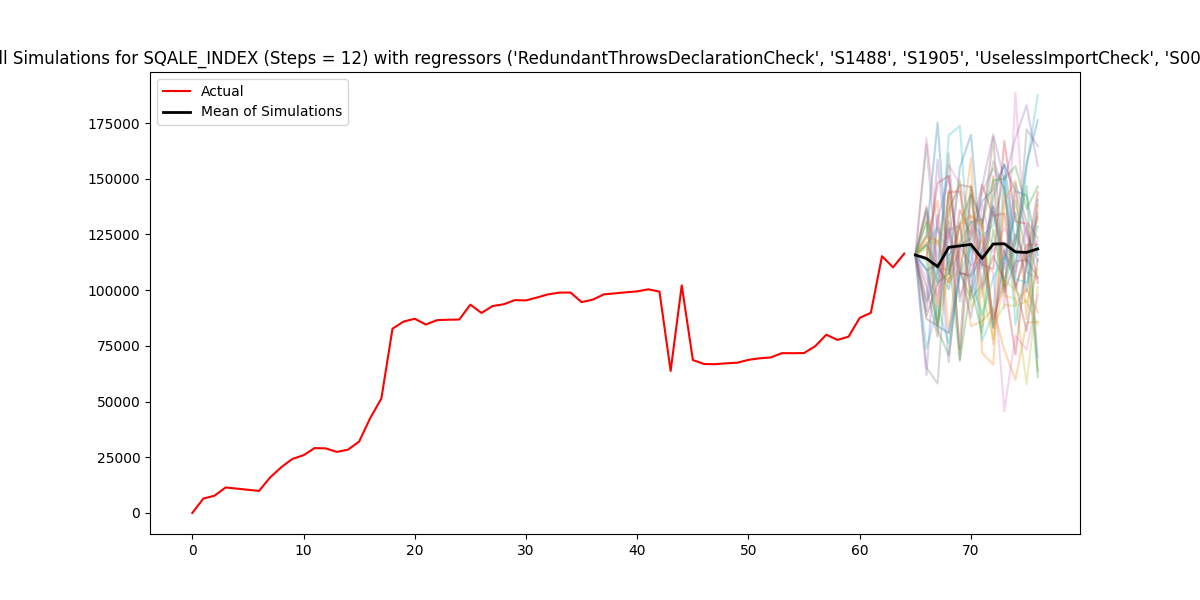 ll Simulations for SQALE_INDEX (Steps = 12) with regressors ('RedundantThrowsDeclarationCheck', 'S1488', 'S1905', 'UselessImportCheck', 'S00
Actual
Mean of Simulations
175000
150000
125000
100000
75000
50000
25000
0
0 10 20 30 40 50 60 70